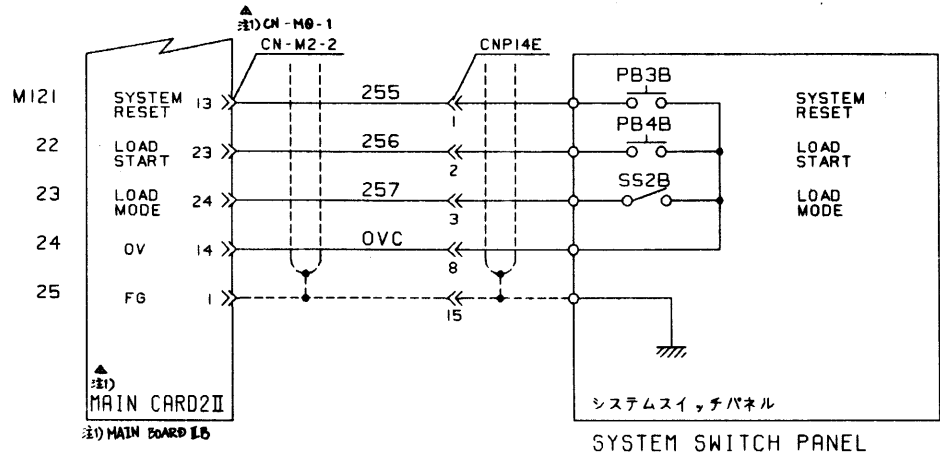 注1) CN-M0-1
CN-M2-2
CNP14E
M121
SYSTEM
RESET
13
255
1
PB3B
SYSTEM
RESET
22
LOAD
START
23
256
2
PB4B
LOAD
START
23
LOAD
MODE
24
257
3
SS2B
LOAD
MODE
24
0V
14
0VC
8
25
FG
1
15
注1)
MAIN CARD2Ⅱ
注1) MAIN BOARD ⅡB
システムスイッチパネル
SYSTEM SWITCH PANEL